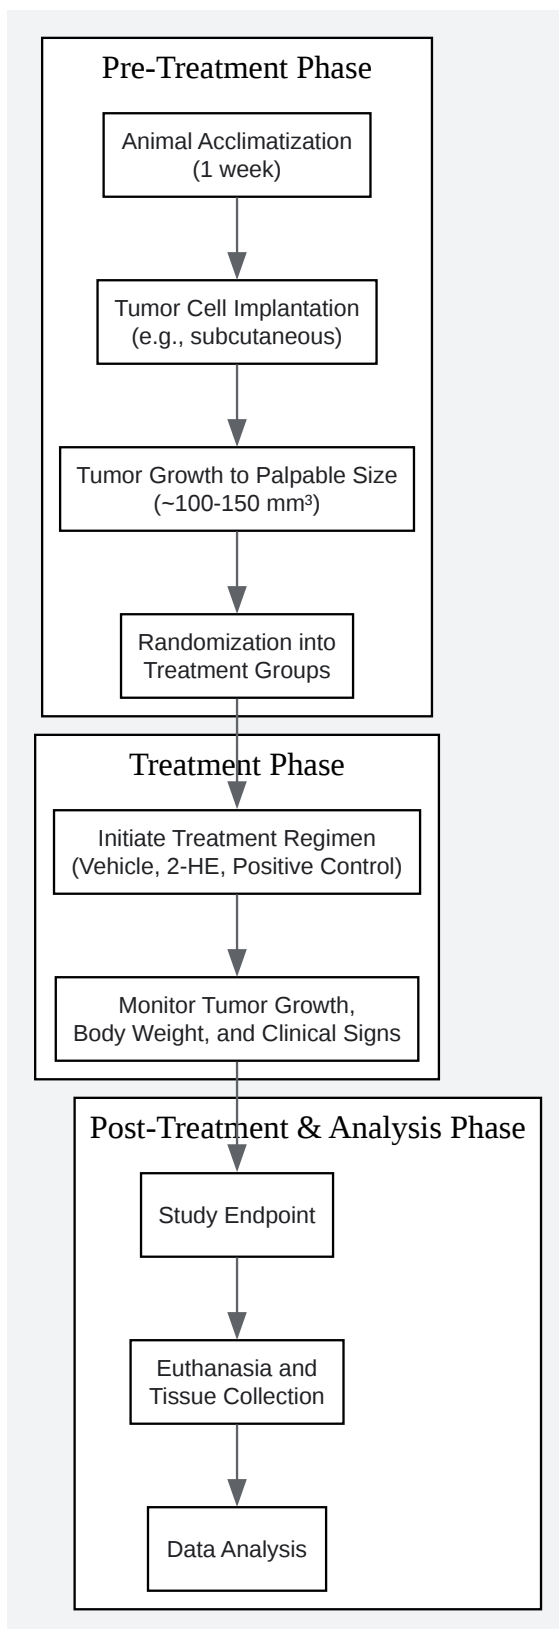 Pre-Treatment Phase
Animal Acclimatization
(1 week)
Tumor Cell Implantation
(e.g., subcutaneous)
Tumor Growth to Palpable Size
(~100-150 mm³)
Randomization into
Treatment Groups
Treatment Phase
Initiate Treatment Regimen
(Vehicle, 2-HE, Positive Control)
Monitor Tumor Growth,
Body Weight, and Clinical Signs
Post-Treatment & Analysis Phase
Study Endpoint
Euthanasia and
Tissue Collection
Data Analysis